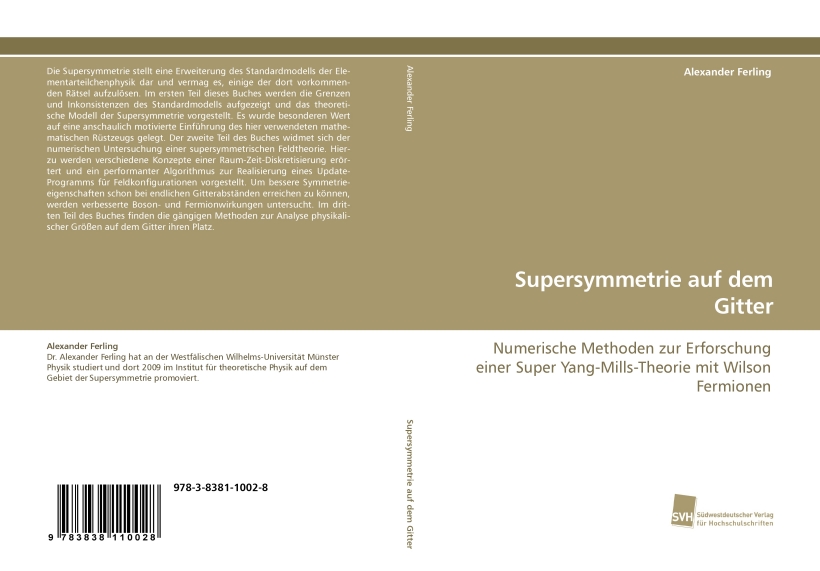 Die Supersymmetrie stellt eine Erweiterung des Standardmodells der Ele-
mentarteilchenphysik dar und vermag es, einige der dort vorkommen-
den Rätsel aufzulösen. Im ersten Teil dieses Buches werden die Grenzen
und Inkonsistenzen des Standardmodells aufgezeigt und das theoreti-
sche Modell der Supersymmetrie vorgestellt. Es wurde besonderen Wert
auf eine anschaulich motivierte Einführung des hier verwendeten mathe-
matischen Rüstzeugs gelegt. Der zweite Teil des Buches widmet sich der
numerischen Untersuchung einer supersymmetrischen Feldtheorie. Hier-
zu werden verschiedene Konzepte einer Raum-Zeit-Diskretisierung erör-
tert und ein performanter Algorithmus zur Realisierung eines Update-
Programms für Feldkonfigurationen vorgestellt. Um bessere Symmetrie-
eigenschaften schon bei endlichen Gitterabständen erreichen zu können,
werden verbesserte Boson- und Fermionwirkungen untersucht. Im drit-
ten Teil des Buches finden die gängigen Methoden zur Analyse physikali-
scher Größen auf dem Gitter ihren Platz.
Alexander Ferling
Dr. Alexander Ferling hat an der Westfälischen Wilhelms-Universität Münster
Physik studiert und dort 2009 im Institut für theoretische Physik auf dem
Gebiet der Supersymmetrie promoviert.
978-3-8381-1002-8
9 783838 110028
Alexander Ferling
Supersymmetrie auf dem Gitter
Alexander Ferling
Supersymmetrie auf dem
Gitter
Numerische Methoden zur Erforschung
einer Super Yang-Mills-Theorie mit Wilson
Fermionen
SVH
Südwestdeutscher Verlag
für Hochschulschriften